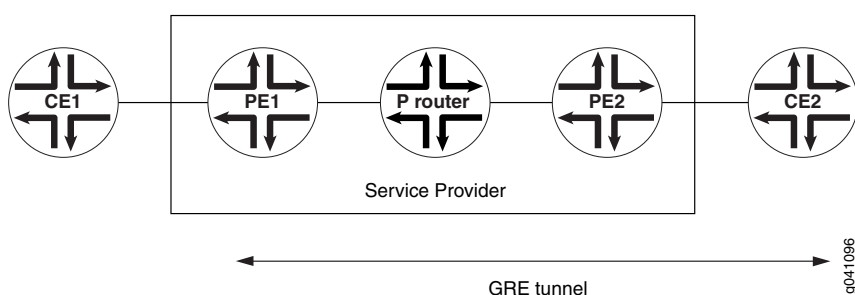 CE1
PE1
P router
PE2
CE2
Service Provider
GRE tunnel
g041096